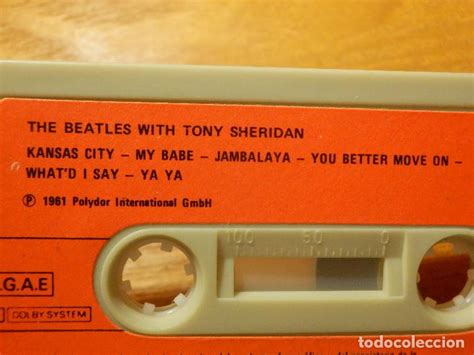 THE BEATLES WITH TONY SHERIDAN
KANSAS CITY – MY BABE – JAMBALAYA – YOU BETTER MOVE ON –
WHAT'D I SAY – YA YA
℗ 1961 Polydor International GmbH
100 50 0
.G.A.E
DOLBY SYSTEM
todocoleccion